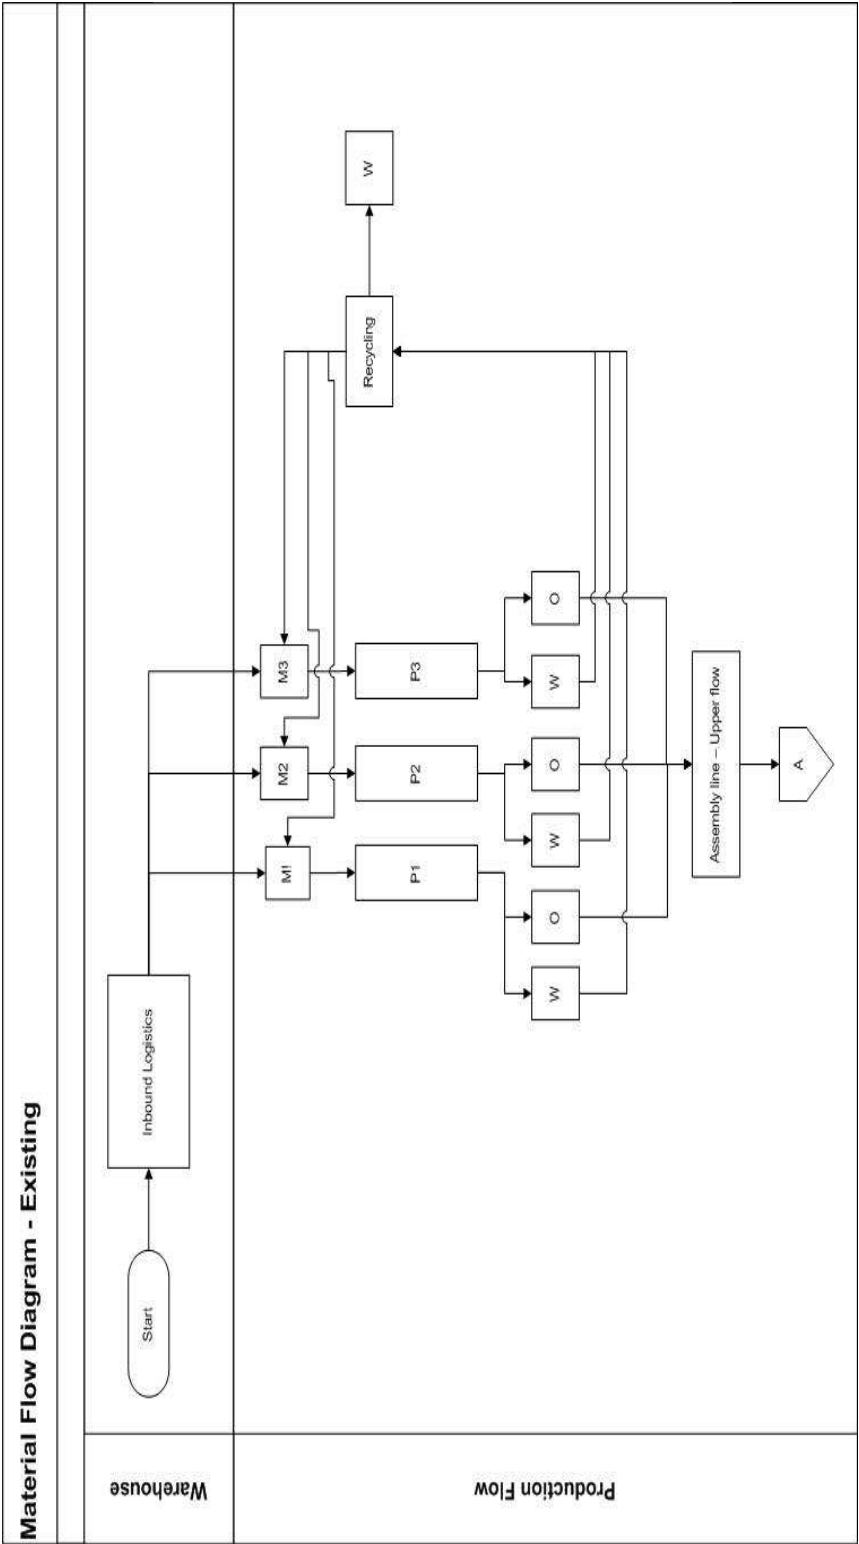 Material Flow Diagram - Existing
Warehouse
Start
Inbound Logistics
Production Flow
M!
M2
M3
Recycling
W
P1
P2
P3
W
O
W
O
W
O
Assembly line – Upper flow
A